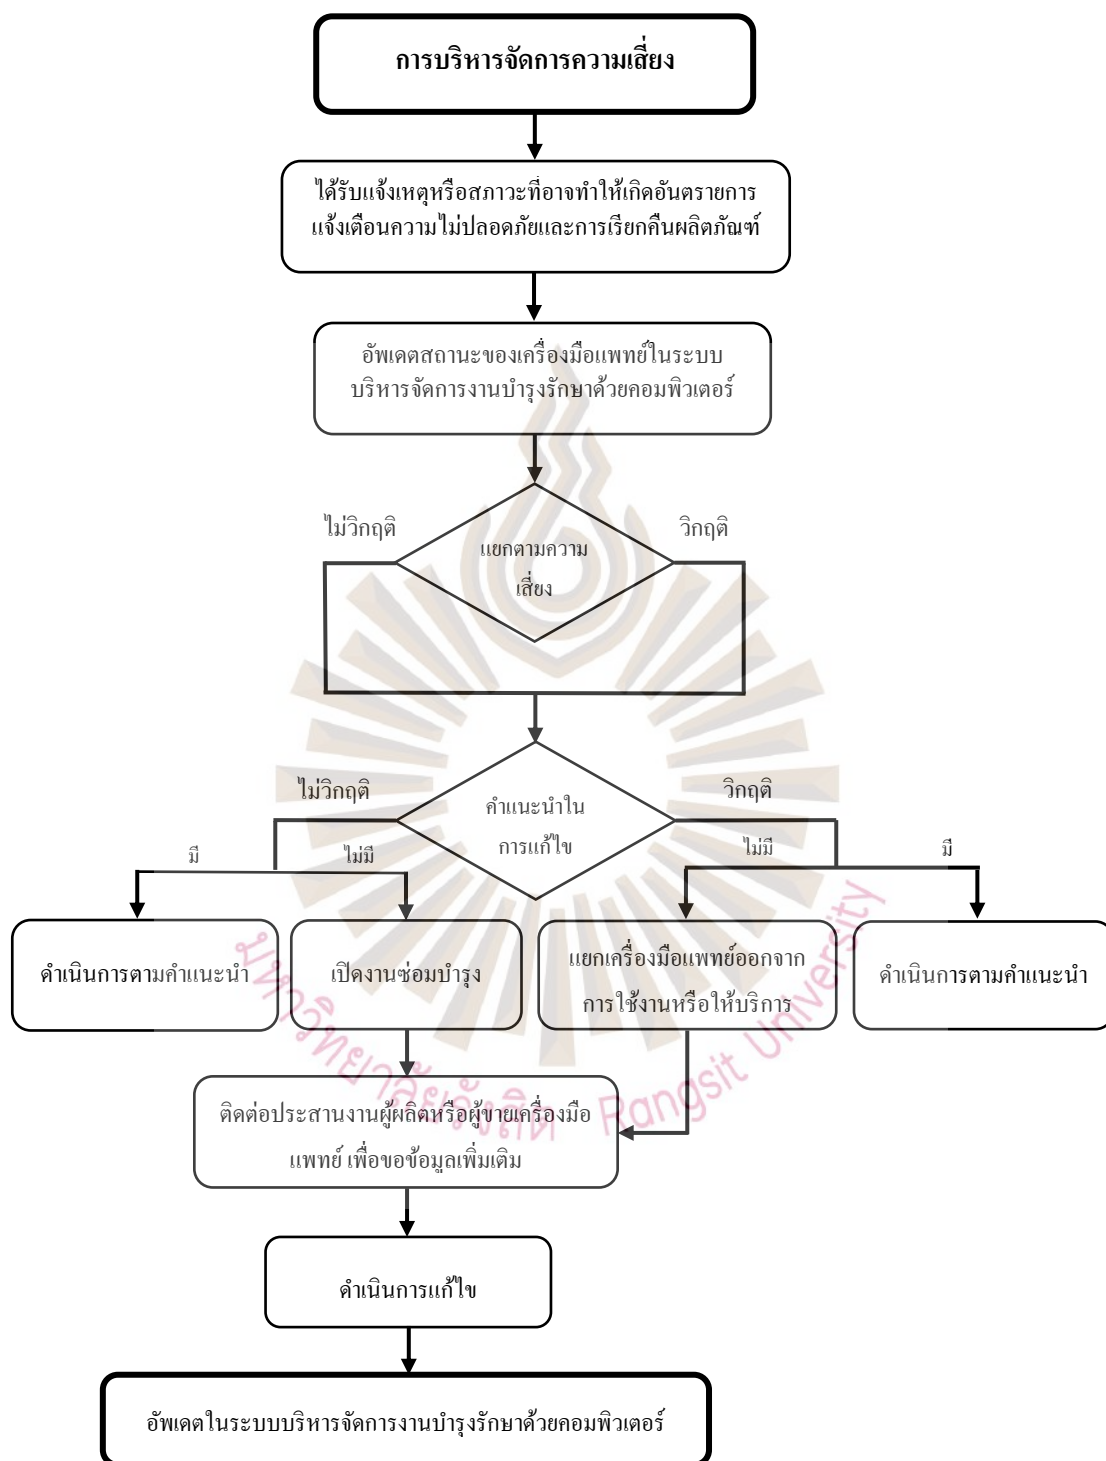 การบริหารจัดการความเสี่ยง
ได้รับแจ้งเหตุหรือสภาวะที่อาจทำให้เกิดอันตรายการ
แจ้งเตือนความไม่ปลอดภัยและการเรียกคืนผลิตภัณฑ์
อัพเดตสถานะของเครื่องมือแพทย์ในระบบ
บริหารจัดการงานบำรุงรักษาด้วยคอมพิวเตอร์
ไม่วิกฤติ
วิกฤติ
แยกตามความ
เสี่ยง
ไม่วิกฤติ
วิกฤติ
คำแนะนำใน
การแก้ไข
มี
ไม่มี
ไม่มี
มี
ดำเนินการตามคำแนะนำ
เปิดงานซ่อมบำรุง
แยกเครื่องมือแพทย์ออกจาก
การใช้งานหรือให้บริการ
ดำเนินการตามคำแนะนำ
มหาวิทยาลัยรังสิต Rangsit University
ติดต่อประสานงานผู้ผลิตหรือผู้ขายเครื่องมือ
แพทย์ เพื่อขอข้อมูลเพิ่มเติม
ดำเนินการแก้ไข
อัพเดตในระบบบริหารจัดการงานบำรุงรักษาด้วยคอมพิวเตอร์